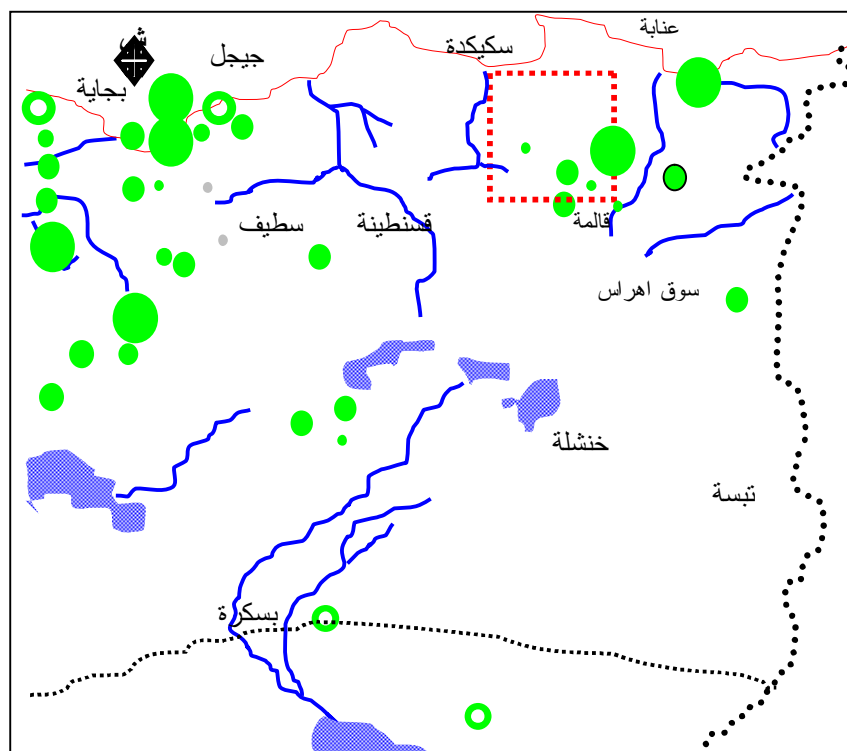 عنابة
سكيكدة
ش
جيجل
بجاية
قالمة
قسنطينة
سطيف
سوق اهراس
خنشلة
تبسة
بسكرة